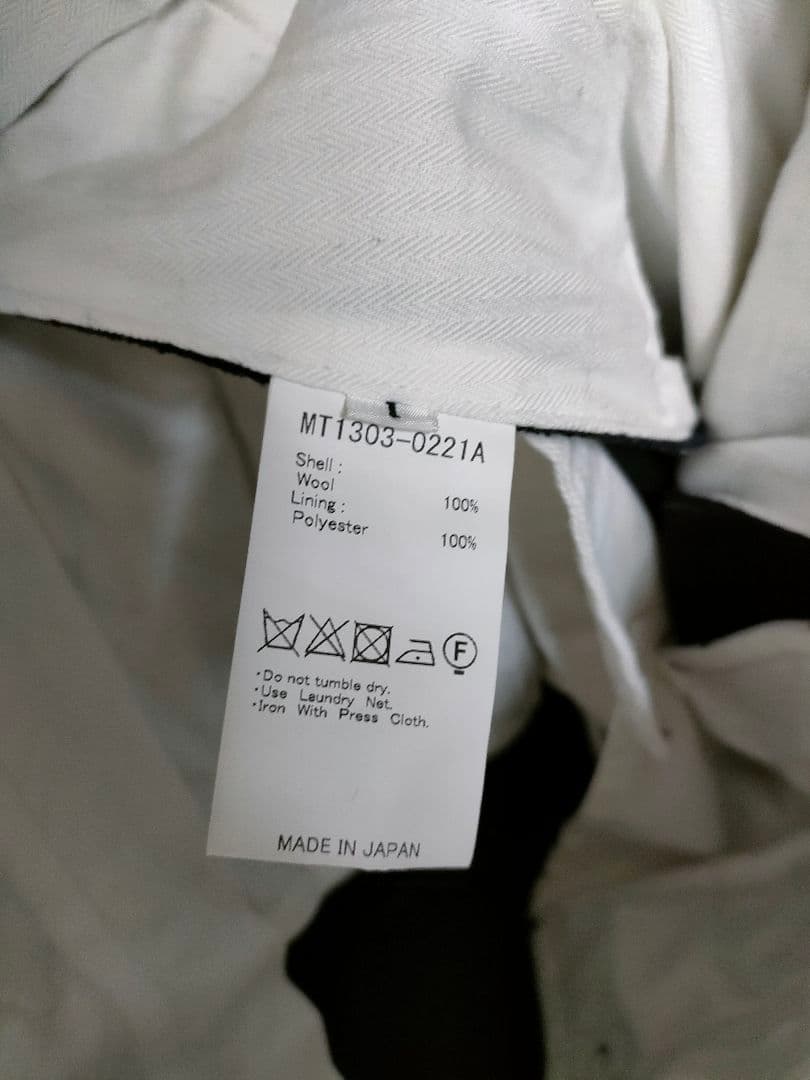 MT1303-0221A
Shell :
Wool 100%
Lining :
Polyester 100%
F
·Do not tumble dry.
·Use Laundry Net.
·Iron With Press Cloth.
MADE IN JAPAN